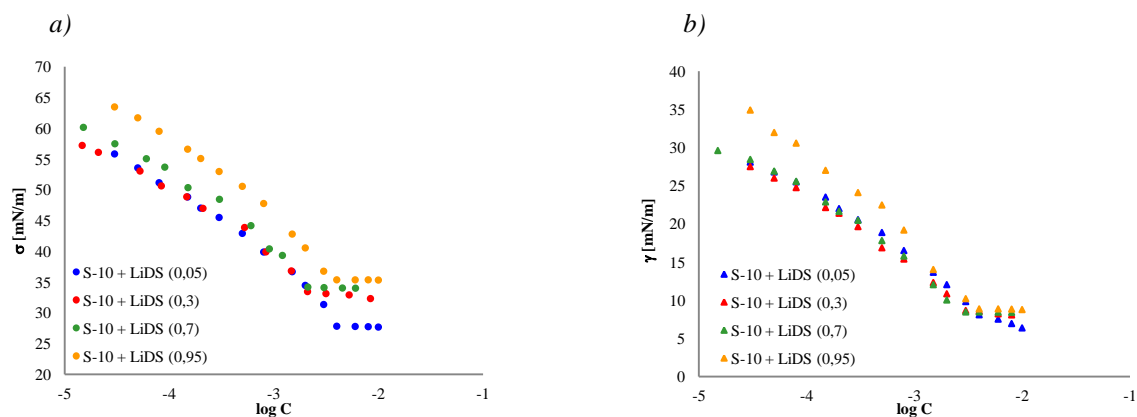 a)
70
65
60
55
50
45
40
35
30
25
20
σ [mN/m]
S-10 + LiDS (0,05)
S-10 + LiDS (0,3)
S-10 + LiDS (0,7)
S-10 + LiDS (0,95)
-5 -4 -3 -2 -1
log C
b)
40
35
30
25
20
15
10
5
0
γ [mN/m]
S-10 + LiDS (0,05)
S-10 + LiDS (0,3)
S-10 + LiDS (0,7)
S-10 + LiDS (0,95)
-5 -4 -3 -2 -1
log C